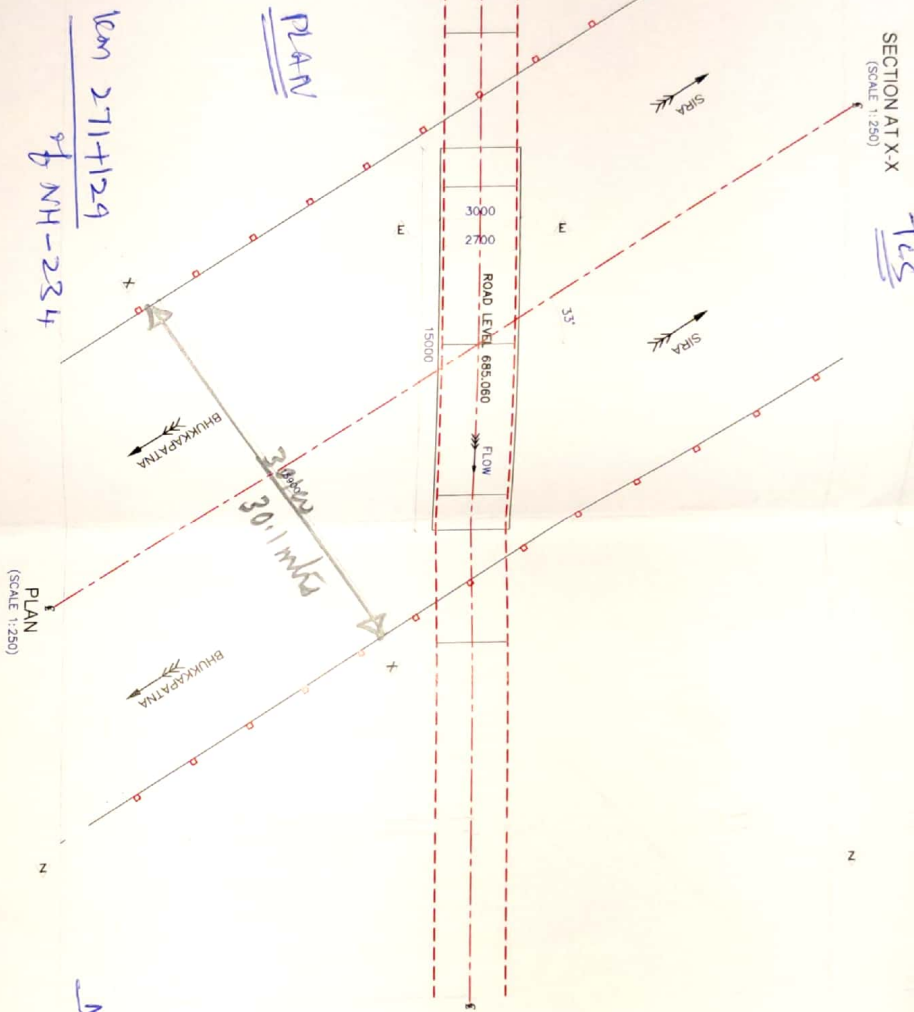 SECTION AT X-X
(SCALE 1:250)
PLAN
km 271+129
of NH-234
SIRA
SIRA
E
E
3000
2700
ROAD LEVEL 685.060
FLOW
15000
33°
X
X
BHUKKAPATNA
BHUKKAPATNA
30.1 mtrs
PLAN
(SCALE 1:250)
Z
Z